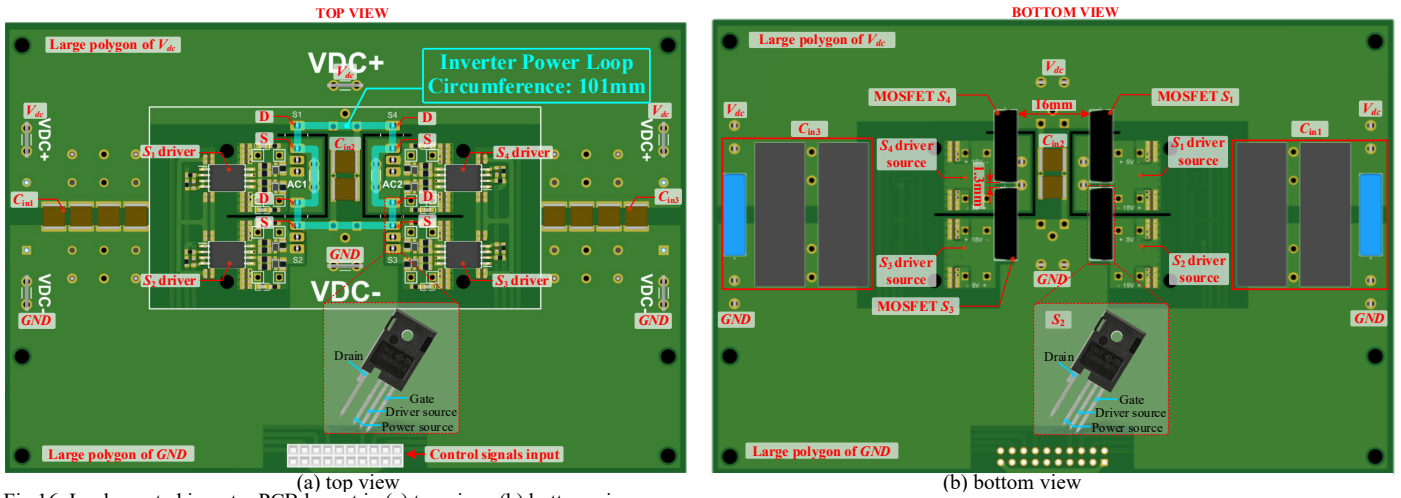 TOP VIEW
Large polygon of Vdc
VDC+
Vdc
Inverter Power Loop
Circumference: 101mm
Vdc
VDC+
S1
S4
D
D
Vdc
VDC+
S1 driver
S
S
Cin2
S4 driver
AC1
AC2
Cin1
D
D
Cin3
S
S
S2
S3
GND
S2 driver
S3 driver
VDC-
VDC-
VDC-
GND
GND
Drain
Gate
Driver source
Power source
Large polygon of GND
Control signals input
(a) top view
BOTTOM VIEW
Large polygon of Vdc
Vdc
MOSFET S4
16mm
MOSFET S1
Vdc
Vdc
Cin3
Cin2
Cin1
S4 driver
source
S1 driver
source
1.3mm
+ 15V -
+ 5V -
+ 15V -
S3 driver
source
S2 driver
source
GND
MOSFET S3
S2
GND
GND
Drain
Gate
Driver source
Power source
Large polygon of GND
(b) bottom view